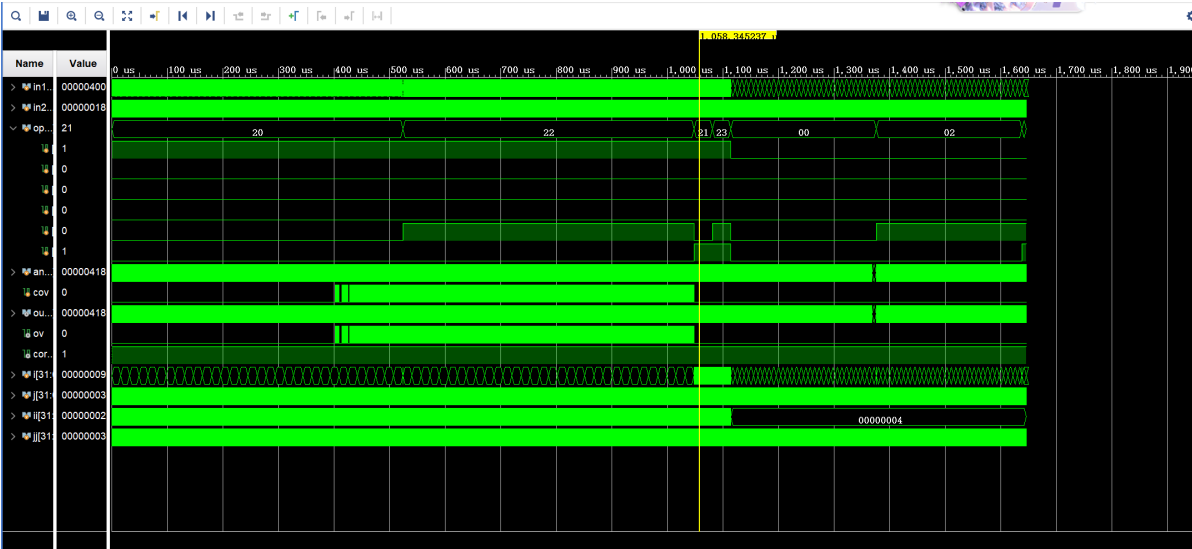 1,058.345237 u
Name Value
0 us 100 us 200 us 300 us 400 us 500 us 600 us 700 us 800 us 900 us 1,000 us 1,100 us 1,200 us 1,300 us 1,400 us 1,500 us 1,600 us 1,700 us 1,800 us 1,900
in1.. 00000400
in2.. 00000018
op... 21 20 22 21 23 00 02
1
0
0
0
0
1
an... 00000418
cov 0
ou... 00000418
ov 0
cor.. 1
i[31: 00000009
j[31: 00000003
ii[31: 00000002 00000004
jj[31: 00000003